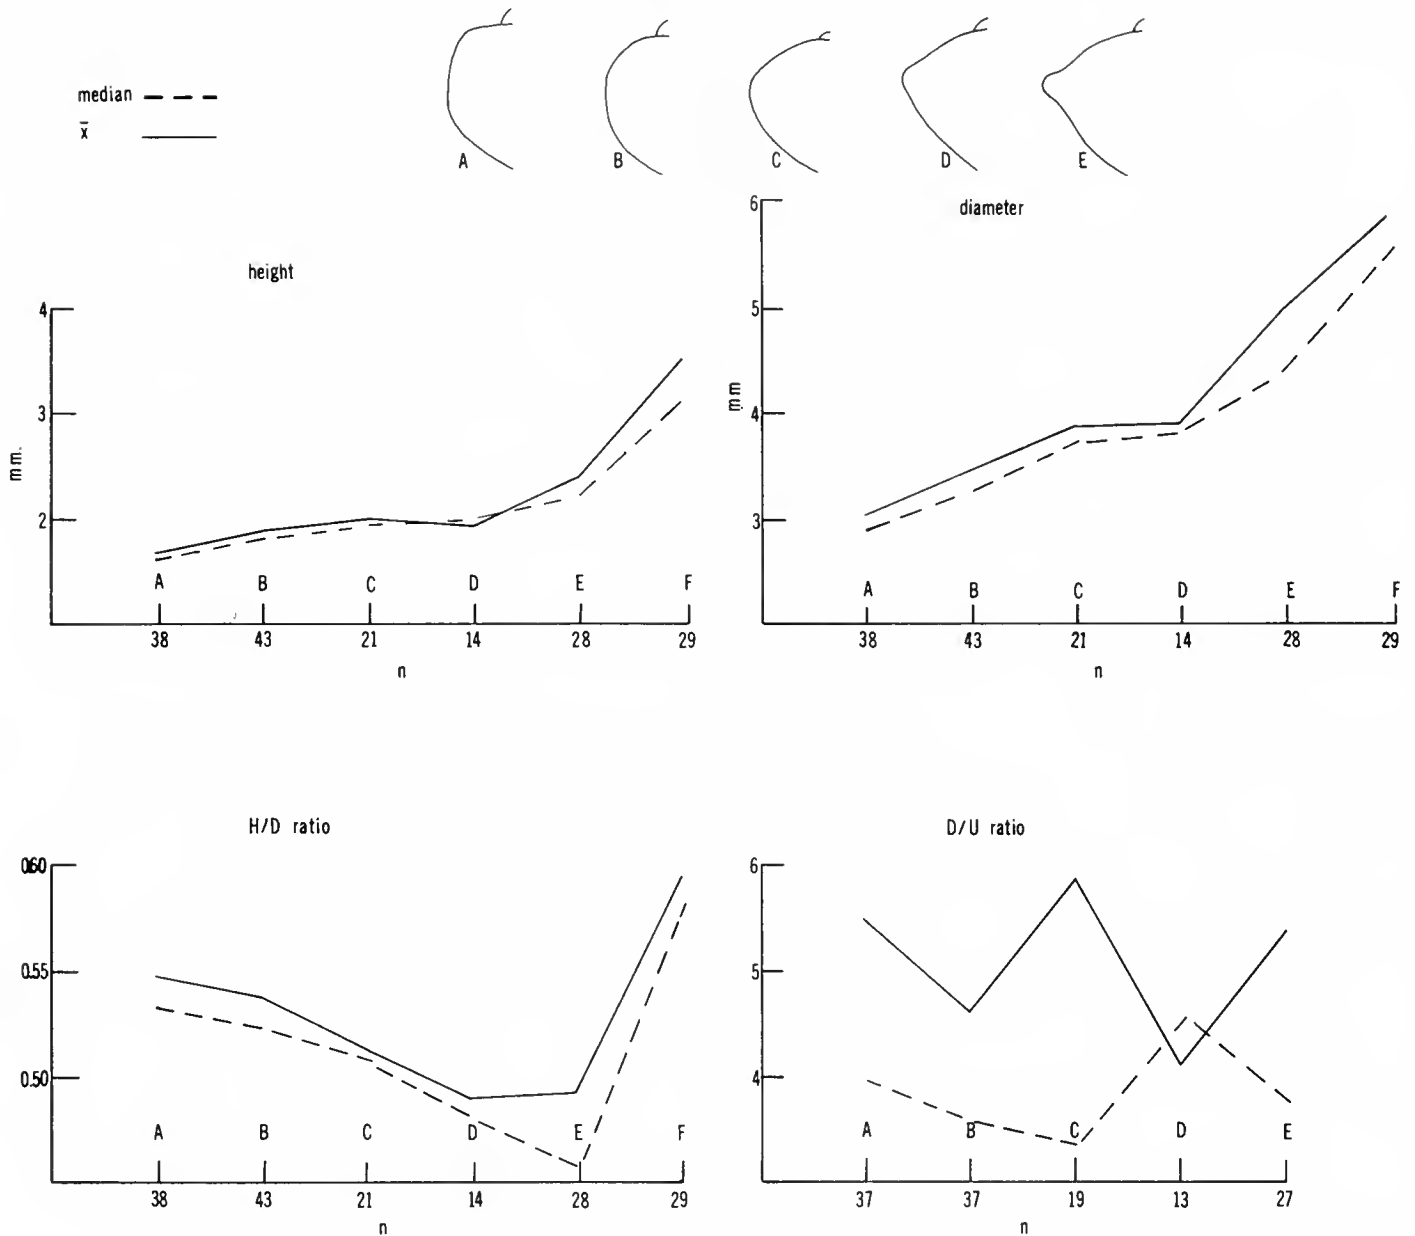 median
x̄
A B C D E
height
4
3
2
mm.
A B C D E F
38 43 21 14 28 29
n
diameter
6
5
4
3
mm
A B C D E F
38 43 21 14 28 29
n
H/D ratio
0.60
0.55
0.50
A B C D E F
38 43 21 14 28 29
n
D/U ratio
6
5
4
A B C D E
37 37 19 13 27
n